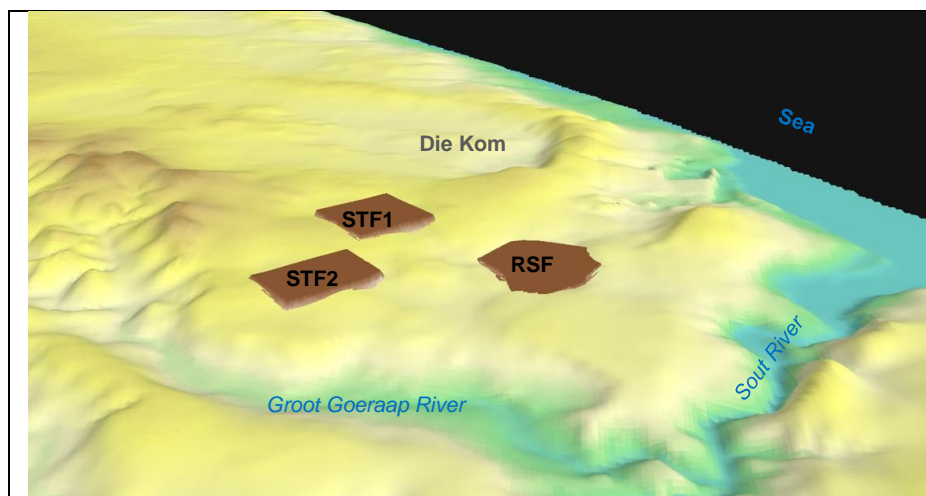 Sea
Die Kom
STF1
RSF
STF2
Sout River
Groot Goeraap River